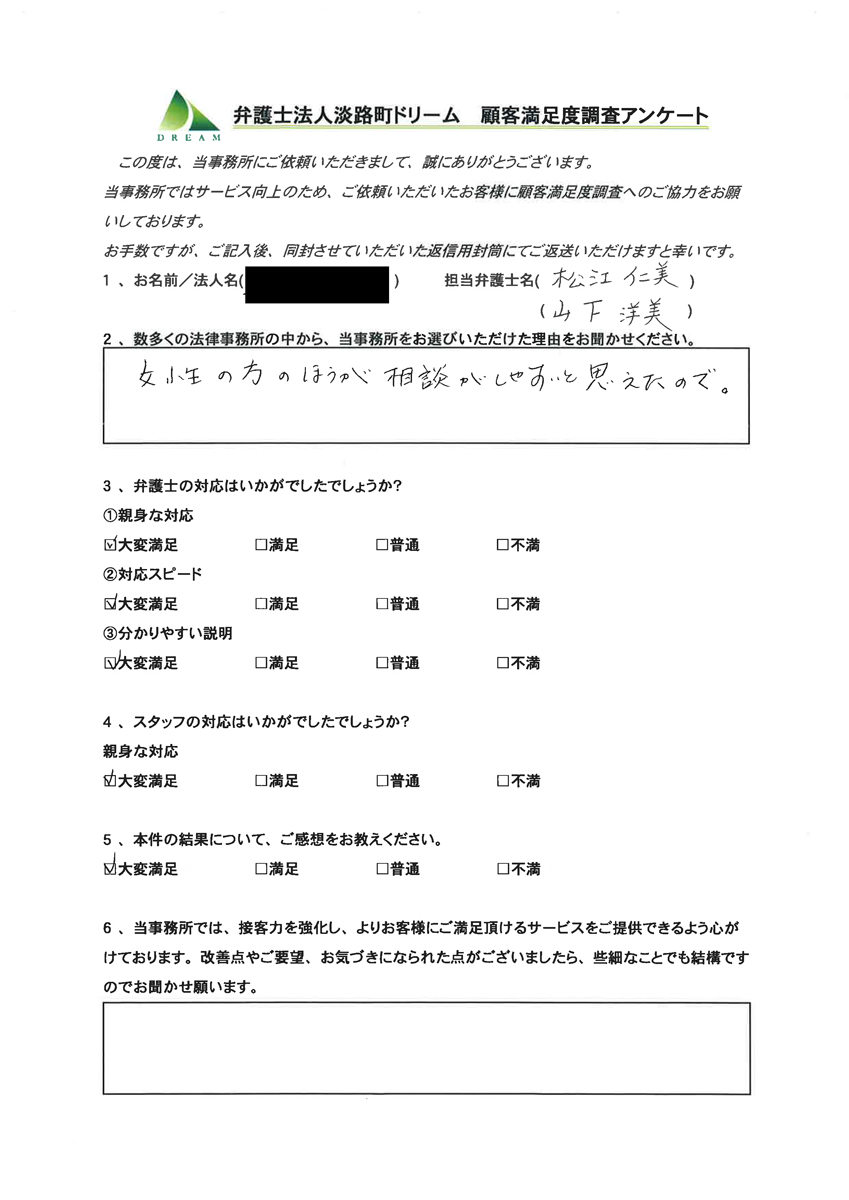 弁護士法人淡路町ドリーム　顧客満足度調査アンケート
DREAM
この度は、当事務所にご依頼いただきまして、誠にありがとうございます。
当事務所ではサービス向上のため、ご依頼いただいたお客様に顧客満足度調査へのご協力をお願
いしております。
お手数ですが、ご記入後、同封させていただいた返信用封筒にてご返送いただけますと幸いです。
1、お名前／法人名(　　　) 担当弁護士名(松江 仁美)
(山下 洋美)
2、数多くの法律事務所の中から、当事務所をお選びいただけた理由をお聞かせください。
女性の方のほうが相談がしやすいと思えたので。
3、弁護士の対応はいかがでしたでしょうか?
①親身な対応
☑大変満足 □満足 □普通 □不満
②対応スピード
☑大変満足 □満足 □普通 □不満
③分かりやすい説明
☑大変満足 □満足 □普通 □不満
4、スタッフの対応はいかがでしたでしょうか?
親身な対応
☑大変満足 □満足 □普通 □不満
5、本件の結果について、ご感想をお教えください。
☑大変満足 □満足 □普通 □不満
6、当事務所では、接客力を強化し、よりお客様にご満足頂けるサービスをご提供できるよう心が
けております。改善点やご要望、お気づきになられた点がございましたら、些細なことでも結構です
のでお聞かせ願います。